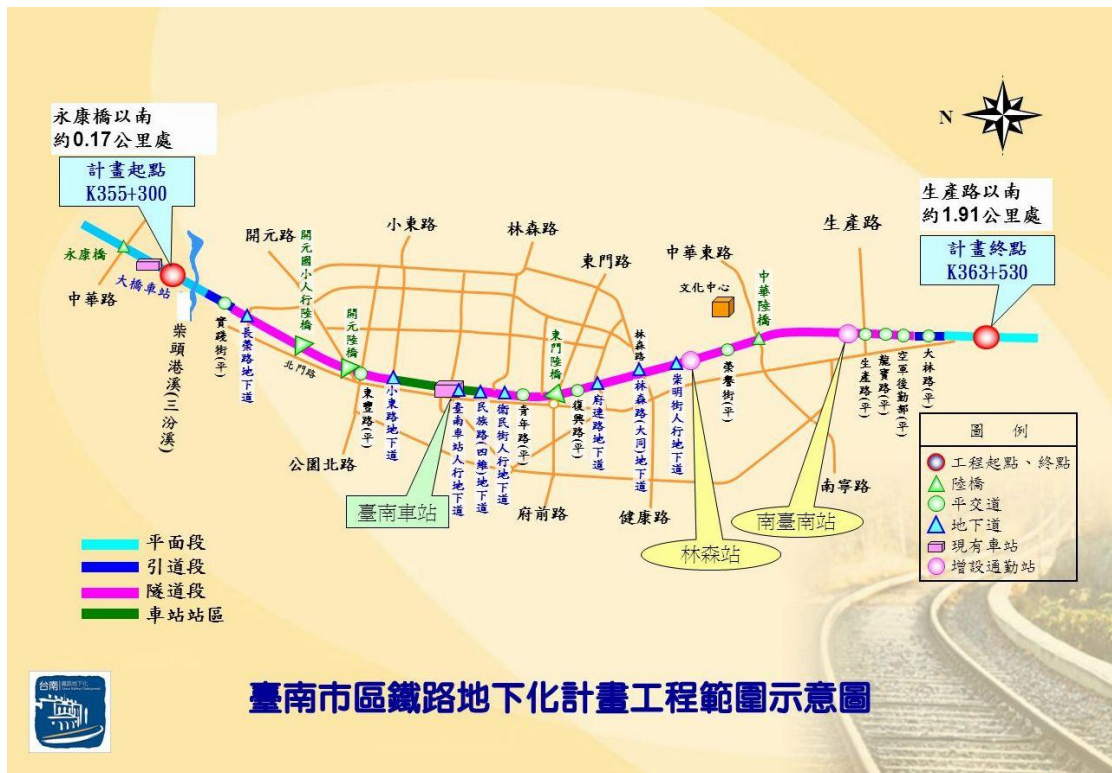 永康橋以南
約0.17公里處
計畫起點
K355+300
N
生產路以南
約1.91公里處
計畫終點
K363+530
永康橋
大橋車站
中華路
柴頭港溪(三份溪)
實踐街(平)
長榮路地下道
開元路
開元國小人行陸橋
北門路
開元陸橋
東豐路(平)
小東路地下道
小東路
公園北路
臺南車站
臺南車站人行地下道
民族路(四維)地下道
衛民街人行地下道
青年路(平)
東門陸橋
復興路(平)
府連路地下道
林森路
東門路
府前路
林森路
林森路(大同)地下道
健康路
崇明街人行地下道
林森站
榮譽街(平)
文化中心
中華東路
中華陸橋
南臺南站
南寧路
生產路
生產路(平)
龍寶路(平)
空軍後勤部(平)
大林路(平)
圖 例
工程起點、終點
陸橋
平交道
地下道
現有車站
增設通勤站
平面段
引道段
隧道段
車站站區
台南
臺南市區鐵路地下化計畫工程範圍示意圖